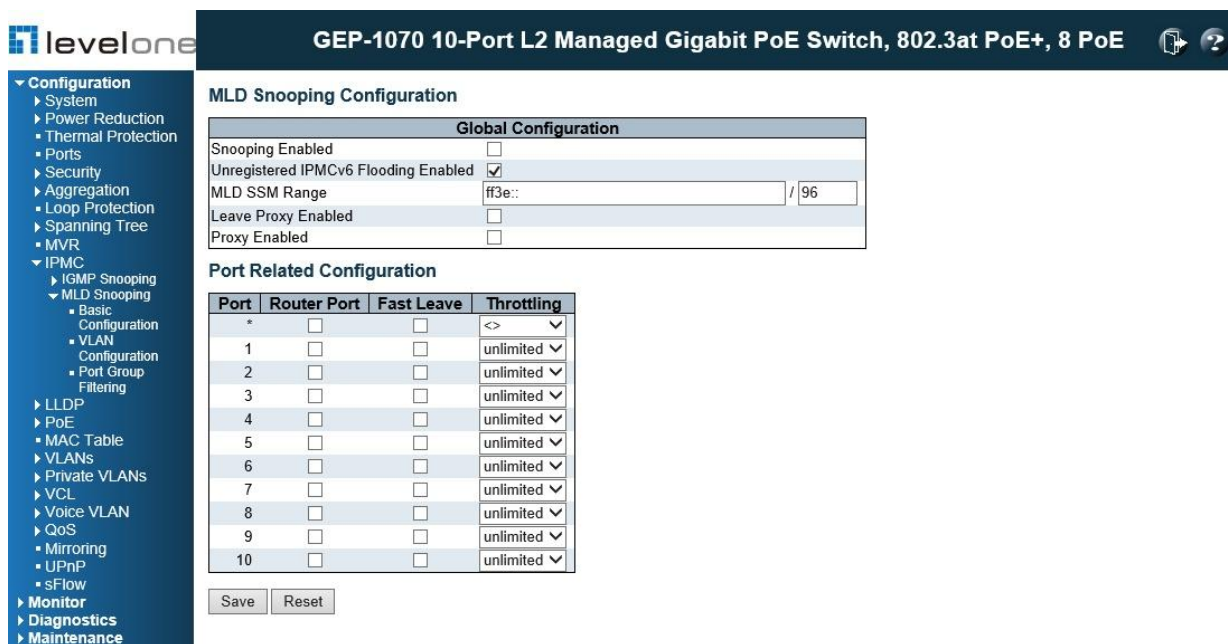 levelone
GEP-1070 10-Port L2 Managed Gigabit PoE Switch, 802.3at PoE+, 8 PoE
?
Configuration
System
Power Reduction
Thermal Protection
Ports
Security
Aggregation
Loop Protection
Spanning Tree
MVR
IPMC
IGMP Snooping
MLD Snooping
Basic
Configuration
VLAN
Configuration
Port Group
Filtering
LLDP
PoE
MAC Table
VLANs
Private VLANs
VCL
Voice VLAN
QoS
Mirroring
UPnP
sFlow
Monitor
Diagnostics
Maintenance
MLD Snooping Configuration
Global Configuration
Snooping Enabled
Unregistered IPMCv6 Flooding Enabled
MLD SSM Range ff3e:: / 96
Leave Proxy Enabled
Proxy Enabled
Port Related Configuration
Port Router Port Fast Leave Throttling
* <>
1 unlimited
2 unlimited
3 unlimited
4 unlimited
5 unlimited
6 unlimited
7 unlimited
8 unlimited
9 unlimited
10 unlimited
Save Reset